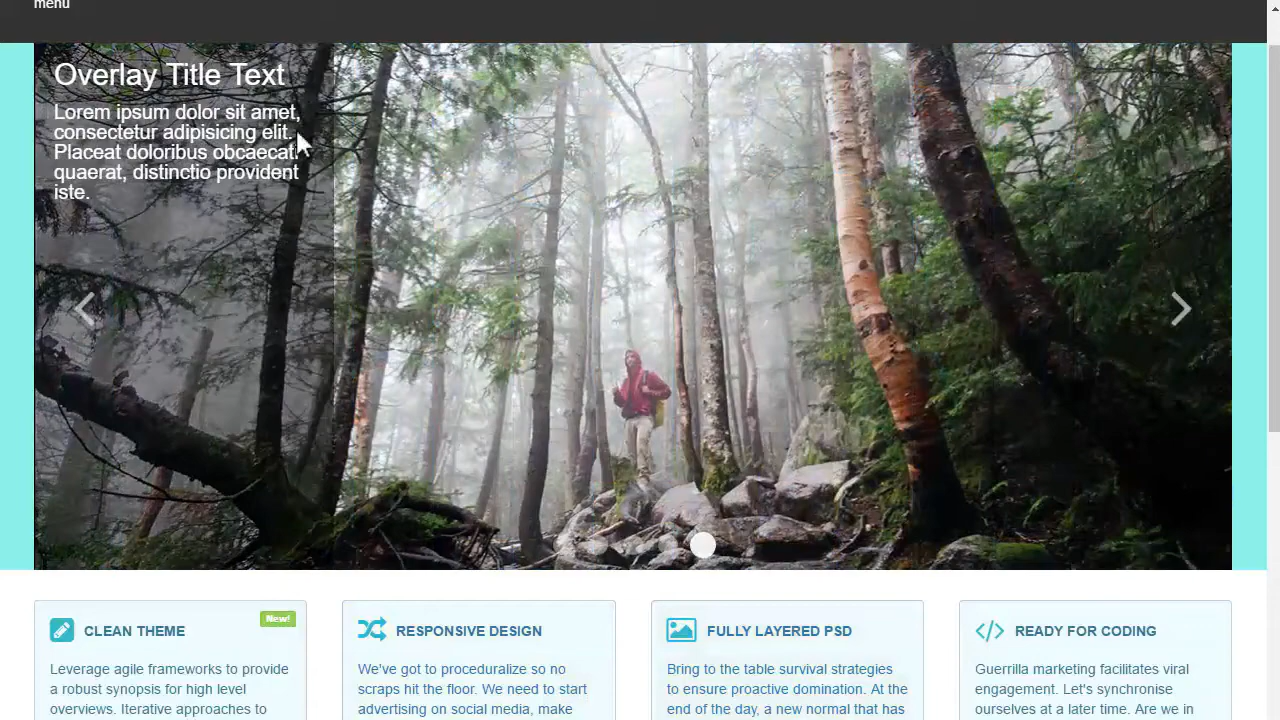 menu
Overlay Title Text
Lorem ipsum dolor sit amet,
consectetur adipisicing elit.
Placeat doloribus obcaecati
quaerat, distinctio provident
iste.
CLEAN THEME
New!
Leverage agile frameworks to provide
a robust synopsis for high level
overviews. Iterative approaches to
RESPONSIVE DESIGN
We've got to proceduralize so no
scraps hit the floor. We need to start
advertising on social media, make
FULLY LAYERED PSD
Bring to the table survival strategies
to ensure proactive domination. At the
end of the day, a new normal that has
READY FOR CODING
Guerrilla marketing facilitates viral
engagement. Let's synchronise
ourselves at a later time. Are we in